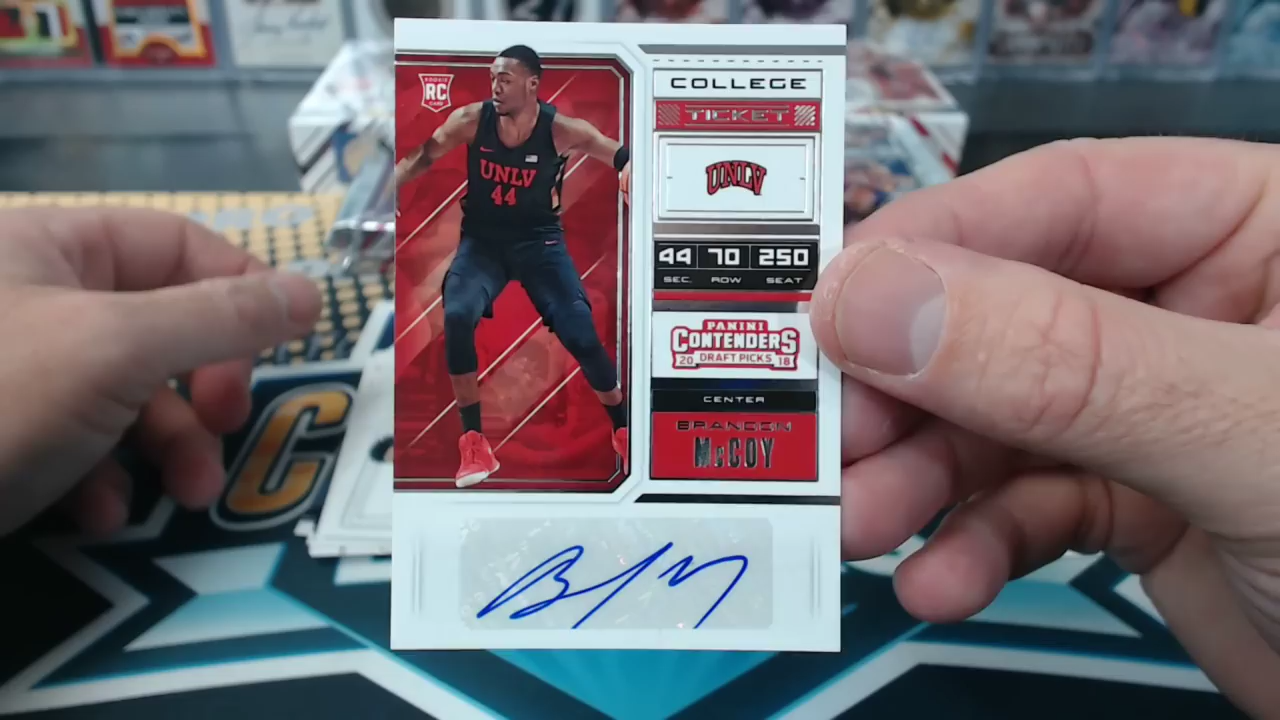 ROOKIE
RC
CARD
UNLV
44
COLLEGE
TICKET
UNLV
44 70 250
SEC. ROW SEAT
PANINI
CONTENDERS
20 DRAFT PICKS 18
CENTER
BRANDON
McCOY
C